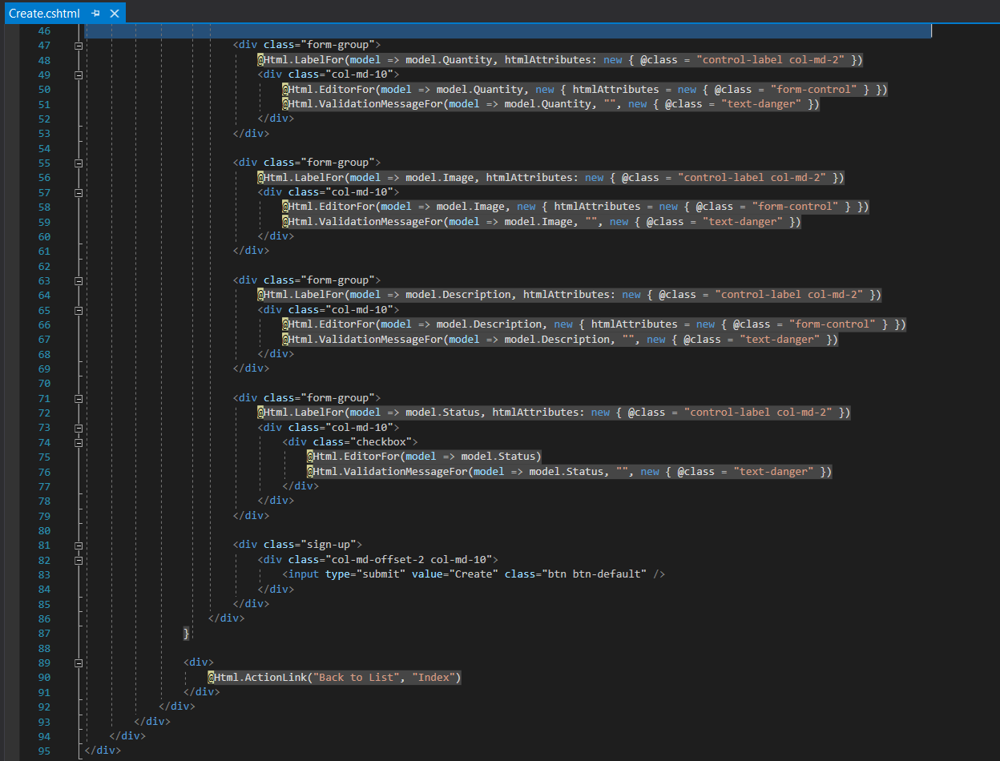 Create.cshtml
46
47 <div class="form-group">
48 @Html.LabelFor(model => model.Quantity, htmlAttributes: new { @class = "control-label col-md-2" })
49 <div class="col-md-10">
50 @Html.EditorFor(model => model.Quantity, new { htmlAttributes = new { @class = "form-control" } })
51 @Html.ValidationMessageFor(model => model.Quantity, "", new { @class = "text-danger" })
52 </div>
53 </div>
54
55 <div class="form-group">
56 @Html.LabelFor(model => model.Image, htmlAttributes: new { @class = "control-label col-md-2" })
57 <div class="col-md-10">
58 @Html.EditorFor(model => model.Image, new { htmlAttributes = new { @class = "form-control" } })
59 @Html.ValidationMessageFor(model => model.Image, "", new { @class = "text-danger" })
60 </div>
61 </div>
62
63 <div class="form-group">
64 @Html.LabelFor(model => model.Description, htmlAttributes: new { @class = "control-label col-md-2" })
65 <div class="col-md-10">
66 @Html.EditorFor(model => model.Description, new { htmlAttributes = new { @class = "form-control" } })
67 @Html.ValidationMessageFor(model => model.Description, "", new { @class = "text-danger" })
68 </div>
69 </div>
70
71 <div class="form-group">
72 @Html.LabelFor(model => model.Status, htmlAttributes: new { @class = "control-label col-md-2" })
73 <div class="col-md-10">
74 <div class="checkbox">
75 @Html.EditorFor(model => model.Status)
76 @Html.ValidationMessageFor(model => model.Status, "", new { @class = "text-danger" })
77 </div>
78 </div>
79 </div>
80
81 <div class="sign-up">
82 <div class="col-md-offset-2 col-md-10">
83 <input type="submit" value="Create" class="btn btn-default" />
84 </div>
85 </div>
86 </div>
87 }
88
89 <div>
90 @Html.ActionLink("Back to List", "Index")
91 </div>
92 </div>
93 </div>
94 </div>
95 </div>